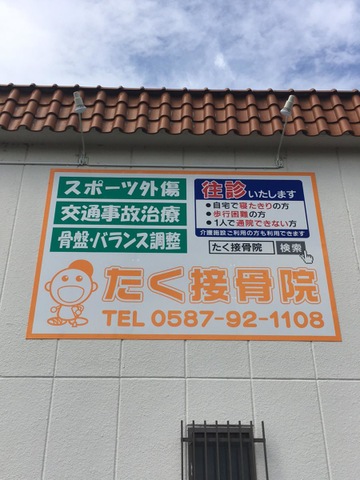 スポーツ外傷
交通事故治療
骨盤・バランス調整
往診いたします
●自宅で寝たきりの方
●歩行困難の方
●1人で通院できない方
介護施設ご利用の方も利用できます
たく接骨院 検索
たく接骨院
TEL 0587-92-1108